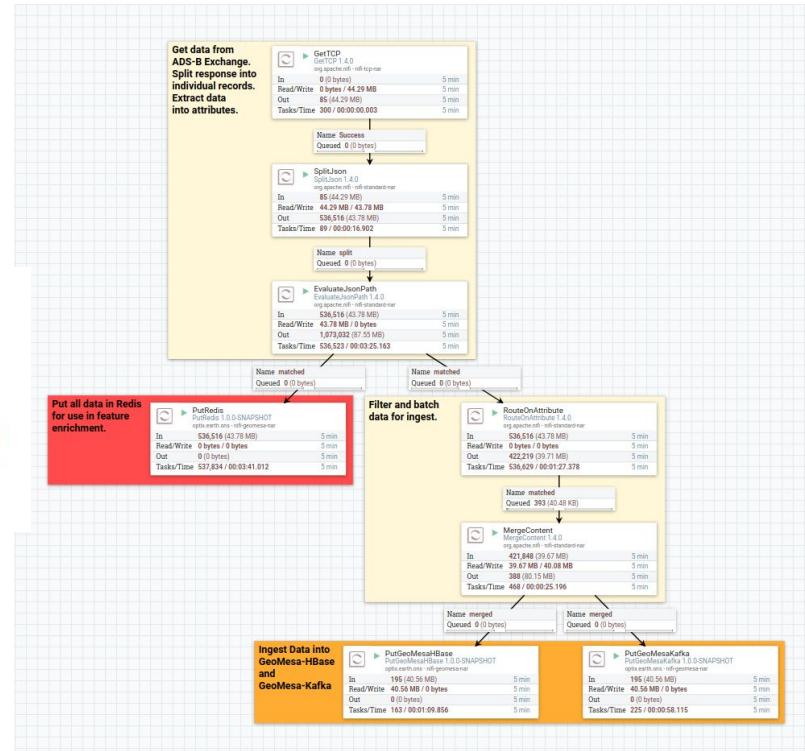 Get data from
ADS-B Exchange.
Split response into
individual records.
Extract data
into attributes.
GetTCP
GetTCP 1.4.0
org.apache.nifi - nifi-tcp-nar
In 0 (0 bytes) 5 min
Read/Write 0 bytes / 44.29 MB 5 min
Out 85 (44.29 MB) 5 min
Tasks/Time 300 / 00:00:00.003 5 min
Name Success
Queued 0 (0 bytes)
SplitJson
SplitJson 1.4.0
org.apache.nifi - nifi-standard-nar
In 85 (44.29 MB) 5 min
Read/Write 44.29 MB / 43.78 MB 5 min
Out 536,516 (43.78 MB) 5 min
Tasks/Time 89 / 00:00:16.902 5 min
Name split
Queued 0 (0 bytes)
EvaluateJsonPath
EvaluateJsonPath 1.4.0
org.apache.nifi - nifi-standard-nar
In 536,516 (43.78 MB) 5 min
Read/Write 43.78 MB / 0 bytes 5 min
Out 1,073,032 (87.55 MB) 5 min
Tasks/Time 536,523 / 00:03:25.163 5 min
Name matched
Queued 0 (0 bytes)
Name matched
Queued 0 (0 bytes)
Put all data in Redis
for use in feature
enrichment.
PutRedis
PutRedis 1.0.0-SNAPSHOT
optix.earth.ons - nifi-geomesa-nar
In 536,516 (43.78 MB) 5 min
Read/Write 0 bytes / 0 bytes 5 min
Out 0 (0 bytes) 5 min
Tasks/Time 537,834 / 00:03:41.012 5 min
Filter and batch
data for ingest.
RouteOnAttribute
RouteOnAttribute 1.4.0
org.apache.nifi - nifi-standard-nar
In 536,516 (43.78 MB) 5 min
Read/Write 0 bytes / 0 bytes 5 min
Out 422,219 (39.71 MB) 5 min
Tasks/Time 536,629 / 00:01:27.378 5 min
Name matched
Queued 393 (40.48 KB)
MergeContent
MergeContent 1.4.0
org.apache.nifi - nifi-standard-nar
In 421,848 (39.67 MB) 5 min
Read/Write 39.67 MB / 40.08 MB 5 min
Out 388 (80.15 MB) 5 min
Tasks/Time 468 / 00:00:25.196 5 min
Name merged
Queued 0 (0 bytes)
Name merged
Queued 0 (0 bytes)
Ingest Data into
GeoMesa-HBase
and
GeoMesa-Kafka
PutGeoMesaHBase
PutGeoMesaHBase 1.0.0-SNAPSHOT
optix.earth.ons - nifi-geomesa-nar
In 195 (40.56 MB) 5 min
Read/Write 40.56 MB / 0 bytes 5 min
Out 0 (0 bytes) 5 min
Tasks/Time 163 / 00:01:09.856 5 min
PutGeoMesaKafka
PutGeoMesaKafka 1.0.0-SNAPSHOT
optix.earth.ons - nifi-geomesa-nar
In 195 (40.56 MB) 5 min
Read/Write 40.56 MB / 0 bytes 5 min
Out 0 (0 bytes) 5 min
Tasks/Time 225 / 00:00:58.115 5 min